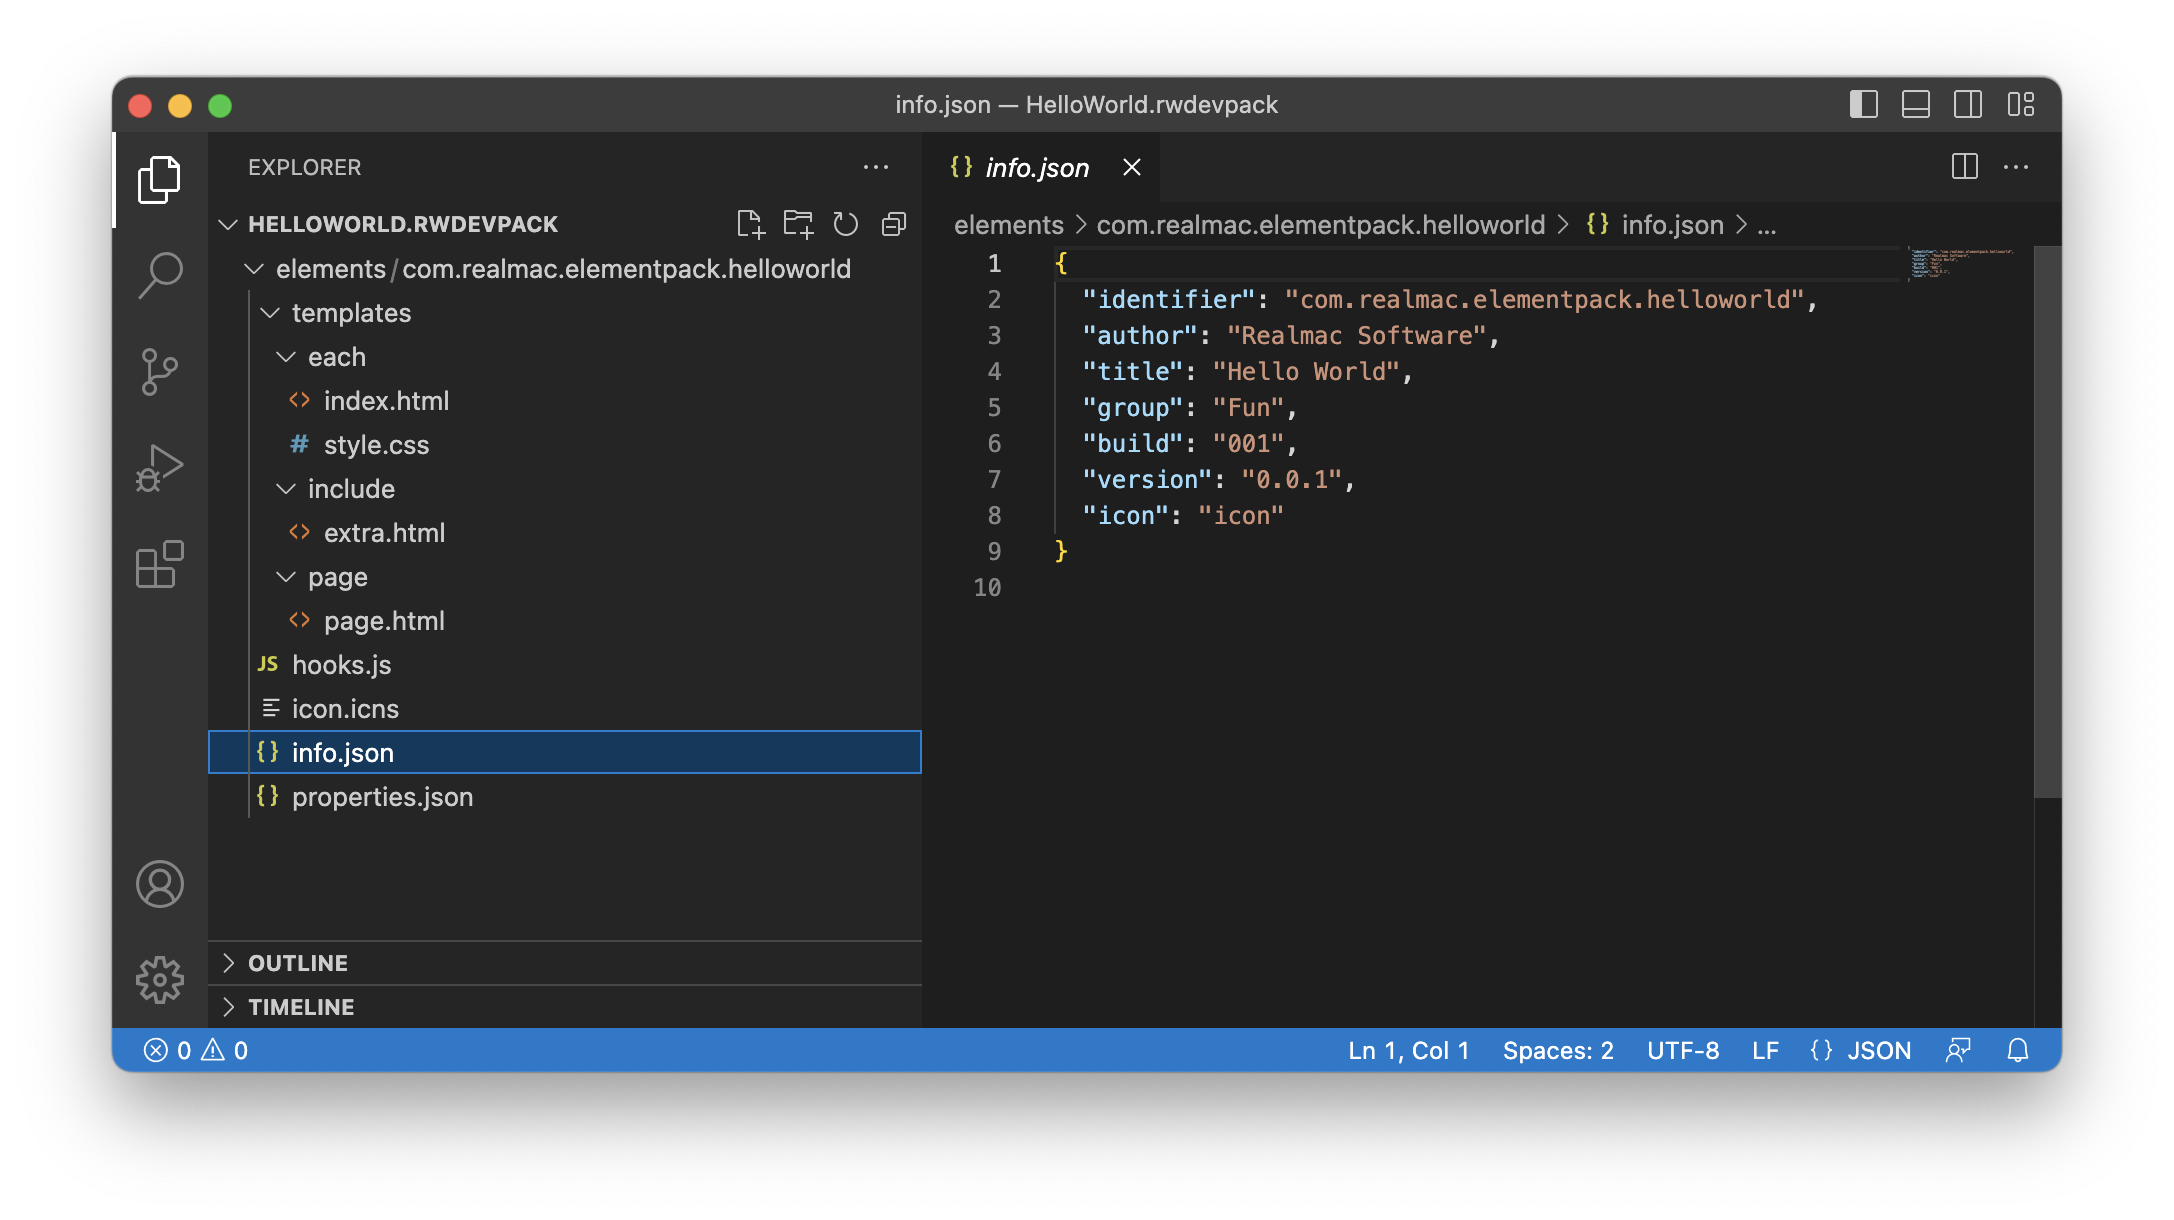 info.json — HelloWorld.rwdevpack
EXPLORER
HELLOWORLD.RWDEVPACK
elements/com.realmac.elementpack.helloworld
templates
each
<> index.html
# style.css
include
<> extra.html
page
<> page.html
JS hooks.js
icon.icns
{} info.json
{} properties.json
OUTLINE
TIMELINE
{} info.json
elements > com.realmac.elementpack.helloworld > {} info.json > ...
1 {
2 "identifier": "com.realmac.elementpack.helloworld",
3 "author": "Realmac Software",
4 "title": "Hello World",
5 "group": "Fun",
6 "build": "001",
7 "version": "0.0.1",
8 "icon": "icon"
9 }
10
0 0 Ln 1, Col 1 Spaces: 2 UTF-8 LF {} JSON